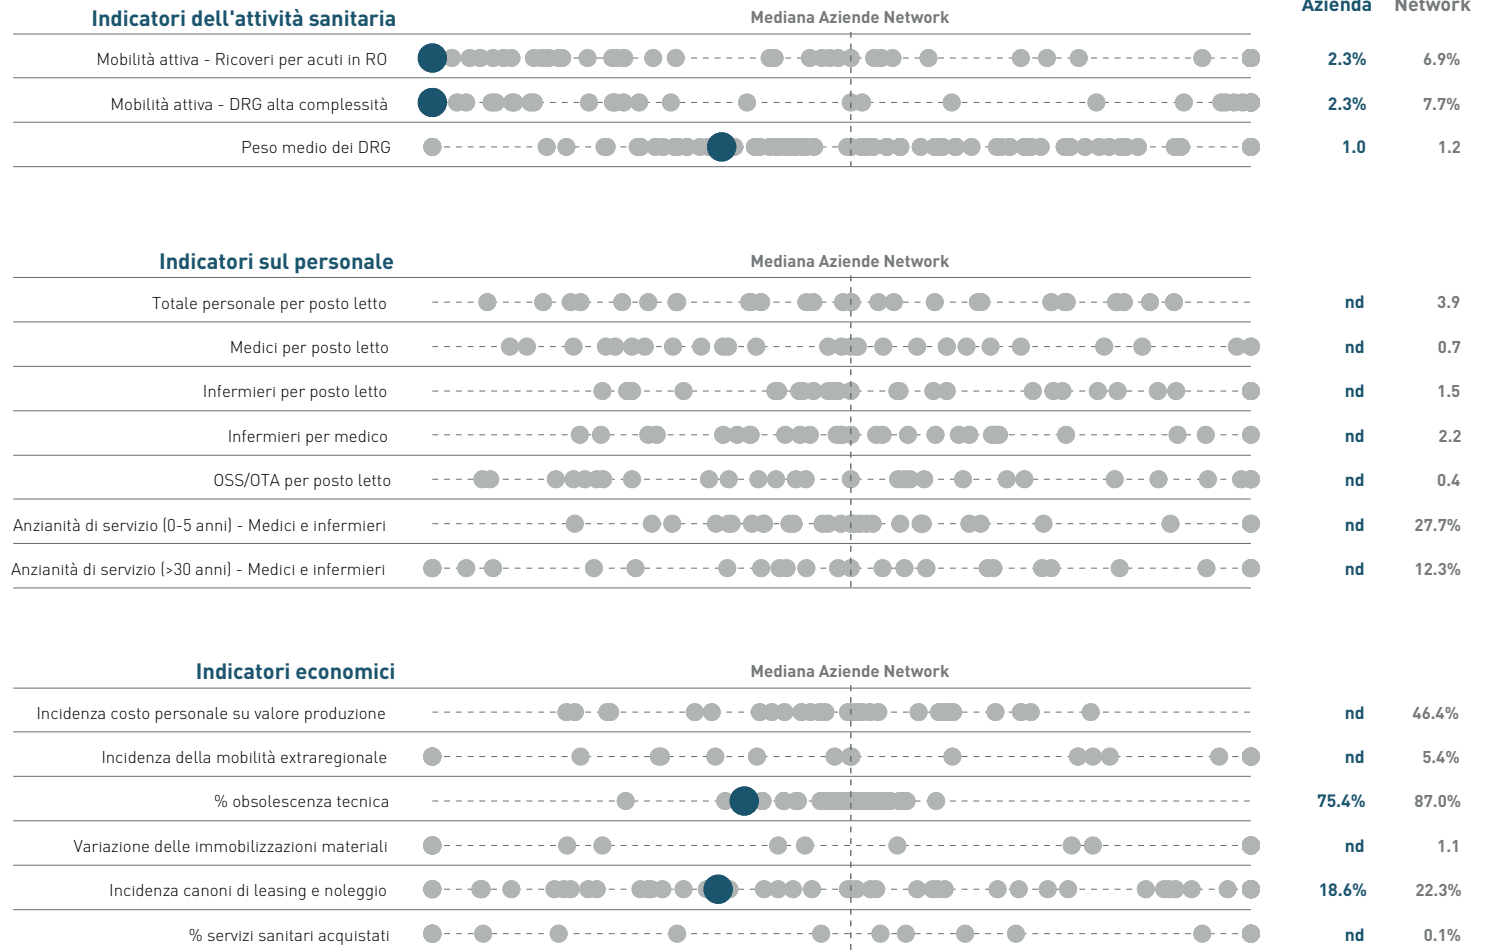 Azienda Network
Indicatori dell'attività sanitaria Mediana Aziende Network
Mobilità attiva - Ricoveri per acuti in RO 2.3% 6.9%
Mobilità attiva - DRG alta complessità 2.3% 7.7%
Peso medio dei DRG 1.0 1.2
Indicatori sul personale Mediana Aziende Network
Totale personale per posto letto nd 3.9
Medici per posto letto nd 0.7
Infermieri per posto letto nd 1.5
Infermieri per medico nd 2.2
OSS/OTA per posto letto nd 0.4
Anzianità di servizio (0-5 anni) - Medici e infermieri nd 27.7%
Anzianità di servizio (>30 anni) - Medici e infermieri nd 12.3%
Indicatori economici Mediana Aziende Network
Incidenza costo personale su valore produzione nd 46.4%
Incidenza della mobilità extraregionale nd 5.4%
% obsolescenza tecnica 75.4% 87.0%
Variazione delle immobilizzazioni materiali nd 1.1
Incidenza canoni di leasing e noleggio 18.6% 22.3%
% servizi sanitari acquistati nd 0.1%